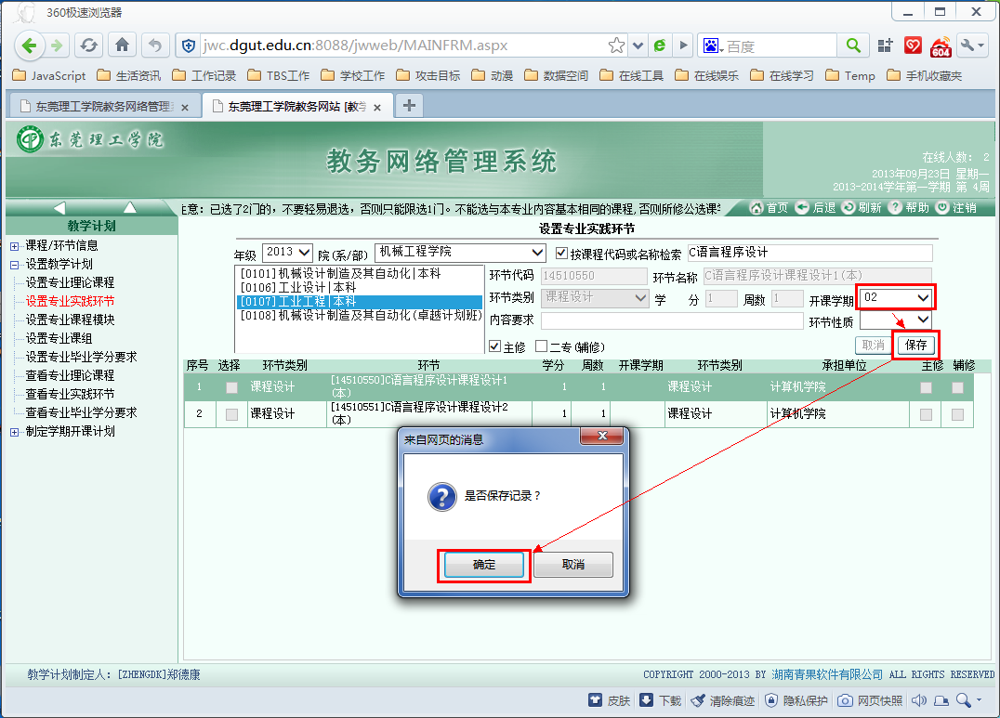 360极速浏览器
jwc.dgut.edu.cn:8088/jwweb/MAINFRM.aspx
百度
604
JavaScript 生活资讯 工作记录 TBS工作 学校工作 攻击目标 动漫 数据空间 在线工具 在线娱乐 在线学习 Temp 手机收藏夹
东莞理工学院教务网络管理
东莞理工学院教务网站 [教学
东莞理工学院
教务网络管理系统
在线人数: 2
2013年09月23日 星期一
2013-2014学年第一学期 第 4周
注意: 已选了2门的, 不要轻易退选, 否则只能限选1门。不能选与本专业内容基本相同的课程, 否则所修公选课学
首页 后退 刷新 帮助 注销
教学计划
课程/环节信息
设置教学计划
设置专业理论课程
设置专业实践环节
设置专业课程模块
设置专业课组
设置专业毕业学分要求
查看专业理论课程
查看专业实践环节
查看专业毕业学分要求
制定学期开课计划
设置专业实践环节
年级 2013 院(系/部) 机械工程学院 按课程代码或名称检索 C语言程序设计
[0101]机械设计制造及其自动化|本科
[0106]工业设计|本科
[0107]工业工程|本科
[0108]机械设计制造及其自动化(卓越计划班)
环节代码 14510550 环节名称 C语言程序设计课程设计1(本)
环节类别 课程设计 学 分 1 周数 1 开课学期 02
内容要求 环节性质
主修 二专(辅修) 取消 保存
序号 选择 环节类别 环节 学分 周数 开课学期 环节类别 承担单位 主修 辅修
1 课程设计 [14510550]C语言程序设计课程设计1(本) 1 1 课程设计 计算机学院
2 课程设计 [14510551]C语言程序设计课程设计2(本) 1 1 课程设计 计算机学院
来自网页的消息
是否保存记录？
确定 取消
教学计划制定人: [ZHENGDK]郑德康
COPYRIGHT 2000-2013 BY 湖南青果软件有限公司 ALL RIGHTS RESERVED
皮肤 下载 清除痕迹 隐私保护 网页快照